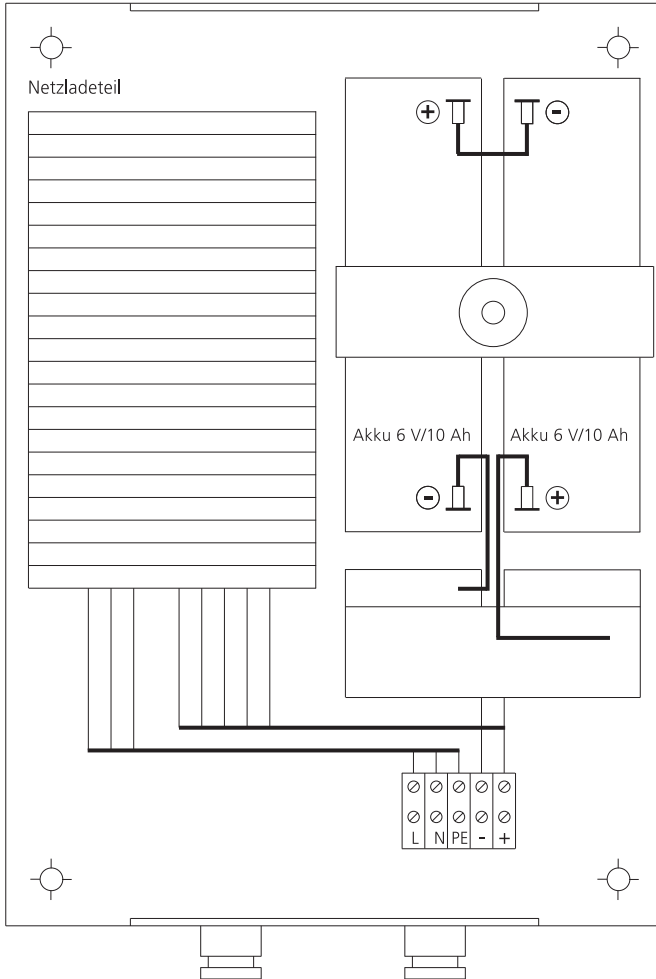 Netzladeteil
+ -
Akku 6 V/10 Ah Akku 6 V/10 Ah
- +
L N PE - +